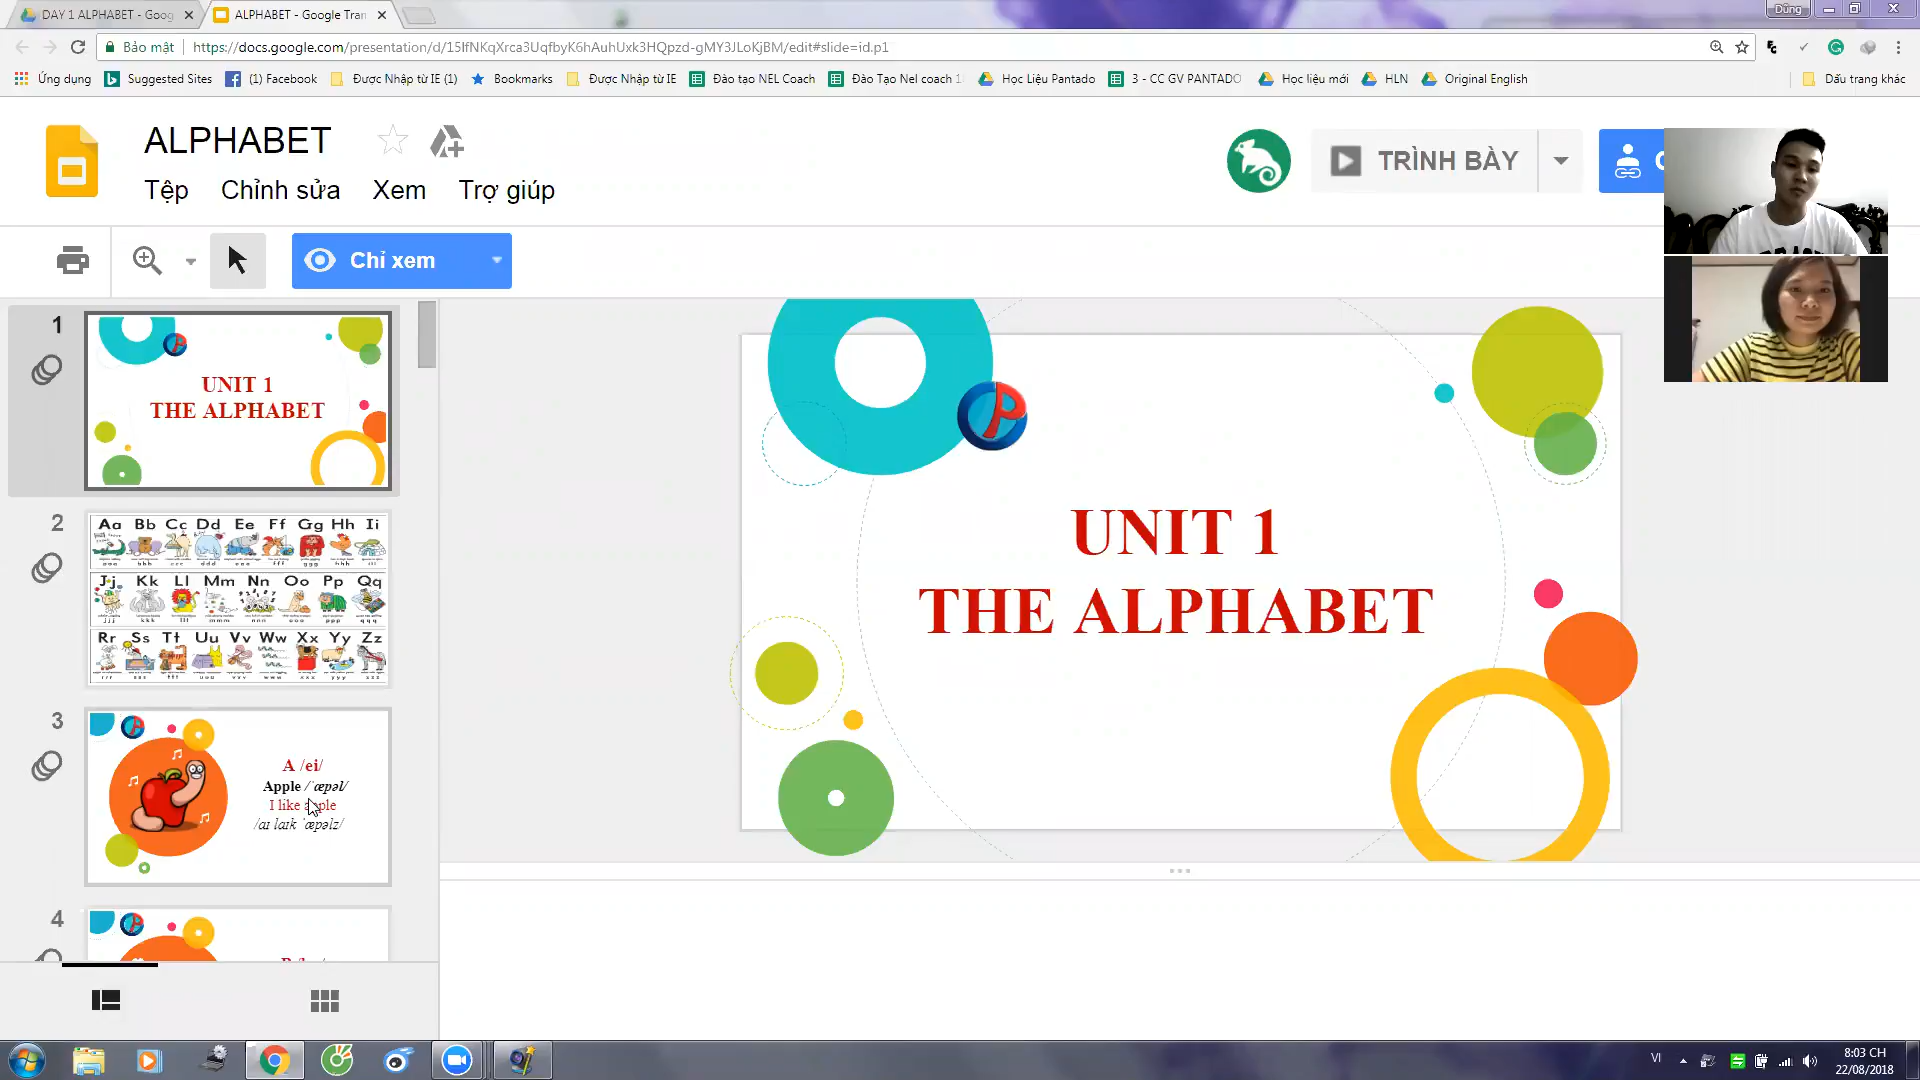 DAY 1 ALPHABET - Goog
ALPHABET - Google Tran
Dũng
Bảo mật
https://docs.google.com/presentation/d/15IfNKqXrca3UqfbyK6hAuhUxk3HQpzd-gMY3JLoKjBM/edit#slide=id.p1
Ứng dụng
Suggested Sites
(1) Facebook
Được Nhập từ IE (1)
Bookmarks
Được Nhập từ IE
Đào tạo NEL Coach
Đào Tạo Nel coach 1
Học Liệu Pantado
3 - CC GV PANTADO
Học liệu mới
HLN
Original English
Dấu trang khác
ALPHABET
TRÌNH BÀY
C
Tệp
Chỉnh sửa
Xem
Trợ giúp
Chỉ xem
1
UNIT 1
THE ALPHABET
2
Aa Bb Cc Dd Ee Ff Gg Hh Ii
Jj Kk Ll Mm Nn Oo Pp Qq
Rr Ss Tt Uu Vv Ww Xx Yy Zz
3
A /ei/
Apple /ˈæpəl/
I like apple
/aɪ laɪk ˈæpəlz/
4
P
UNIT 1
THE ALPHABET
VI
8:03 CH
22/08/2018